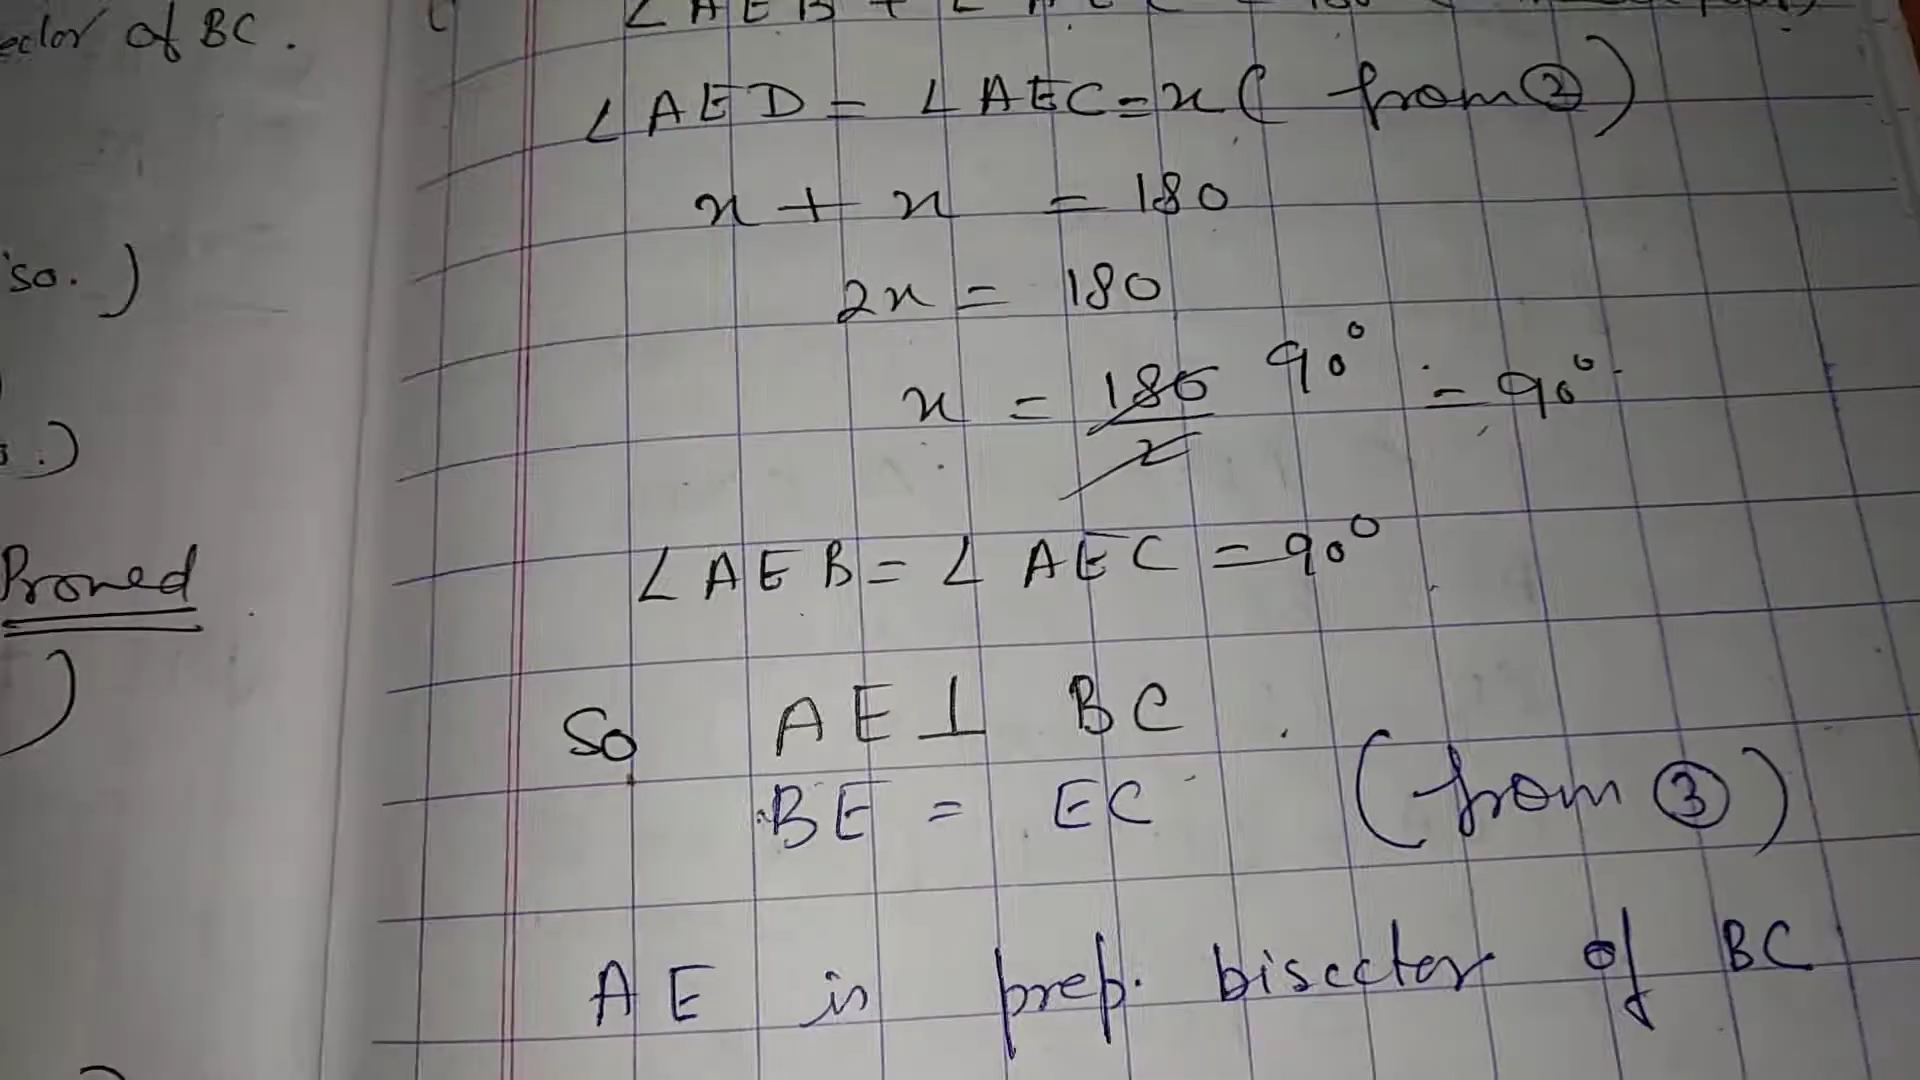 ector of BC.
so.)
.)
Proved
)
∠AED = ∠AEC = x (from ②)
x + x = 180
2x = 180
x = 180/2 90° = 90°
∠AEB = ∠AEC = 90°
So AE ⊥ BC
BE = EC (from ③)
AE is prep. bisector of BC